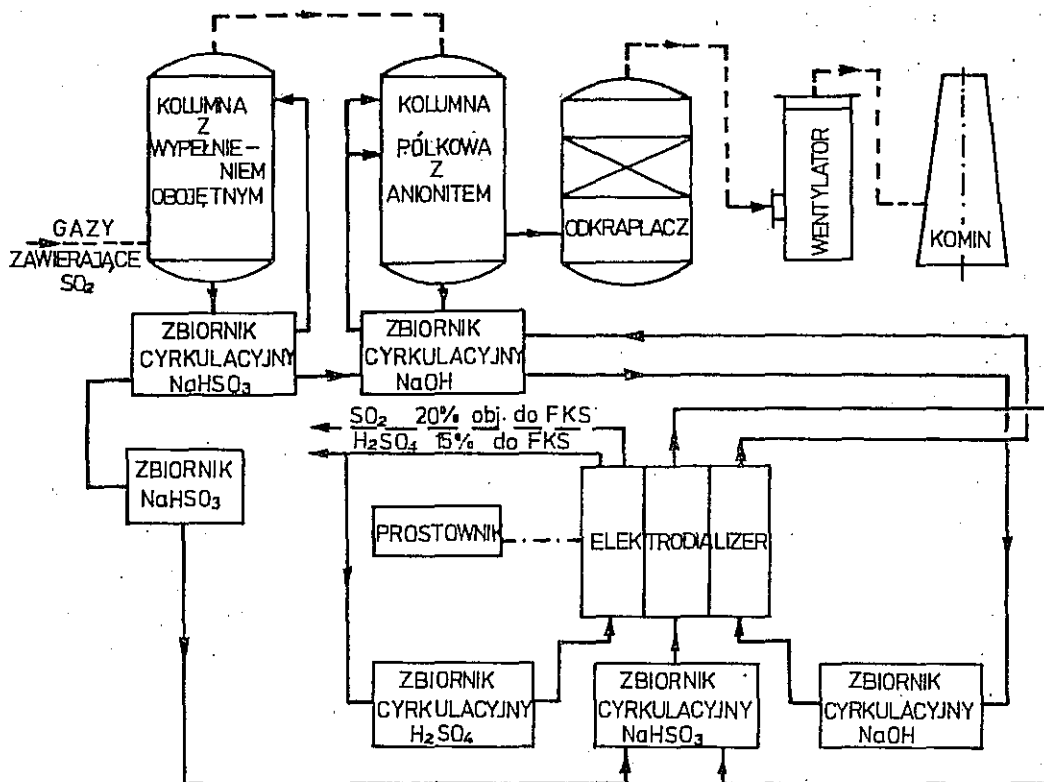 KOLUMNA
Z
WYPEŁNIE-
NIEM
OBOJĘTNYM
KOLUMNA
PÓLKOWA
Z
ANIONITEM
ODKRAPLACZ
WENTYLATOR
KOMIN
GAZY
ZAWIERAJĄCE
SO₂
ZBIORNIK
CYRKULACYJNY
NaHSO₃
ZBIORNIK
CYRKULACYJNY
NaOH
SO₂ 20% obj. do FKS
H₂SO₄ 15% do FKS
ZBIORNIK
NaHSO₃
PROSTOWNIK
ELEKTRODIALIZER
ZBIORNIK
CYRKULACYJNY
H₂SO₄
ZBIORNIK
CYRKULACYJNY
NaHSO₃
ZBIORNIK
CYRKULACYJNY
NaOH